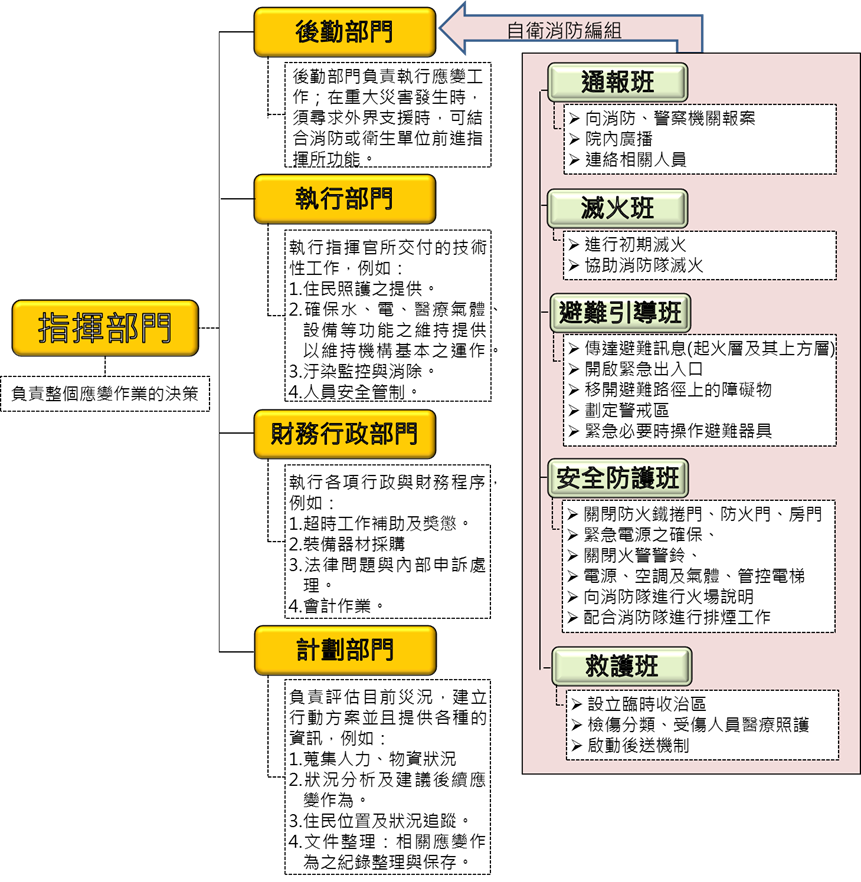 指揮部門
負責整個應變作業的決策
後勤部門
後勤部門負責執行應變工
作；在重大災害發生時，
須尋求外界支援時，可結
合消防或衛生單位前進指
揮所功能。
執行部門
執行指揮官所交付的技術
性工作，例如：
1.住民照護之提供。
2.確保水、電、醫療氣體、
設備等功能之維持提供
以維持機構基本之運作。
3.汙染監控與消除。
4.人員安全管制。
財務行政部門
執行各項行政與財務程序，
例如：
1.超時工作補助及獎懲。
2.裝備器材採購
3.法律問題與內部申訴處
理。
4.會計作業。
計劃部門
負責評估目前災況，建立
行動方案並且提供各種的
資訊，例如：
1.蒐集人力、物資狀況
2.狀況分析及建議後續應
變作為。
3.住民位置及狀況追蹤。
4.文件整理：相關應變作
為之紀錄整理與保存。
自衛消防編組
通報班
➢向消防、警察機關報案
➢院內廣播
➢連絡相關人員
滅火班
➢進行初期滅火
➢協助消防隊滅火
避難引導班
➢傳達避難訊息(起火層及其上方層)
➢開啟緊急出入口
➢移開避難路徑上的障礙物
➢劃定警戒區
➢緊急必要時操作避難器具
安全防護班
➢關閉防火鐵捲門、防火門、房門
➢緊急電源之確保、
➢關閉火警警鈴、
➢電源、空調及氣體、管控電梯
➢向消防隊進行火場說明
➢配合消防隊進行排煙工作
救護班
➢設立臨時收治區
➢檢傷分類、受傷人員醫療照護
➢啟動後送機制